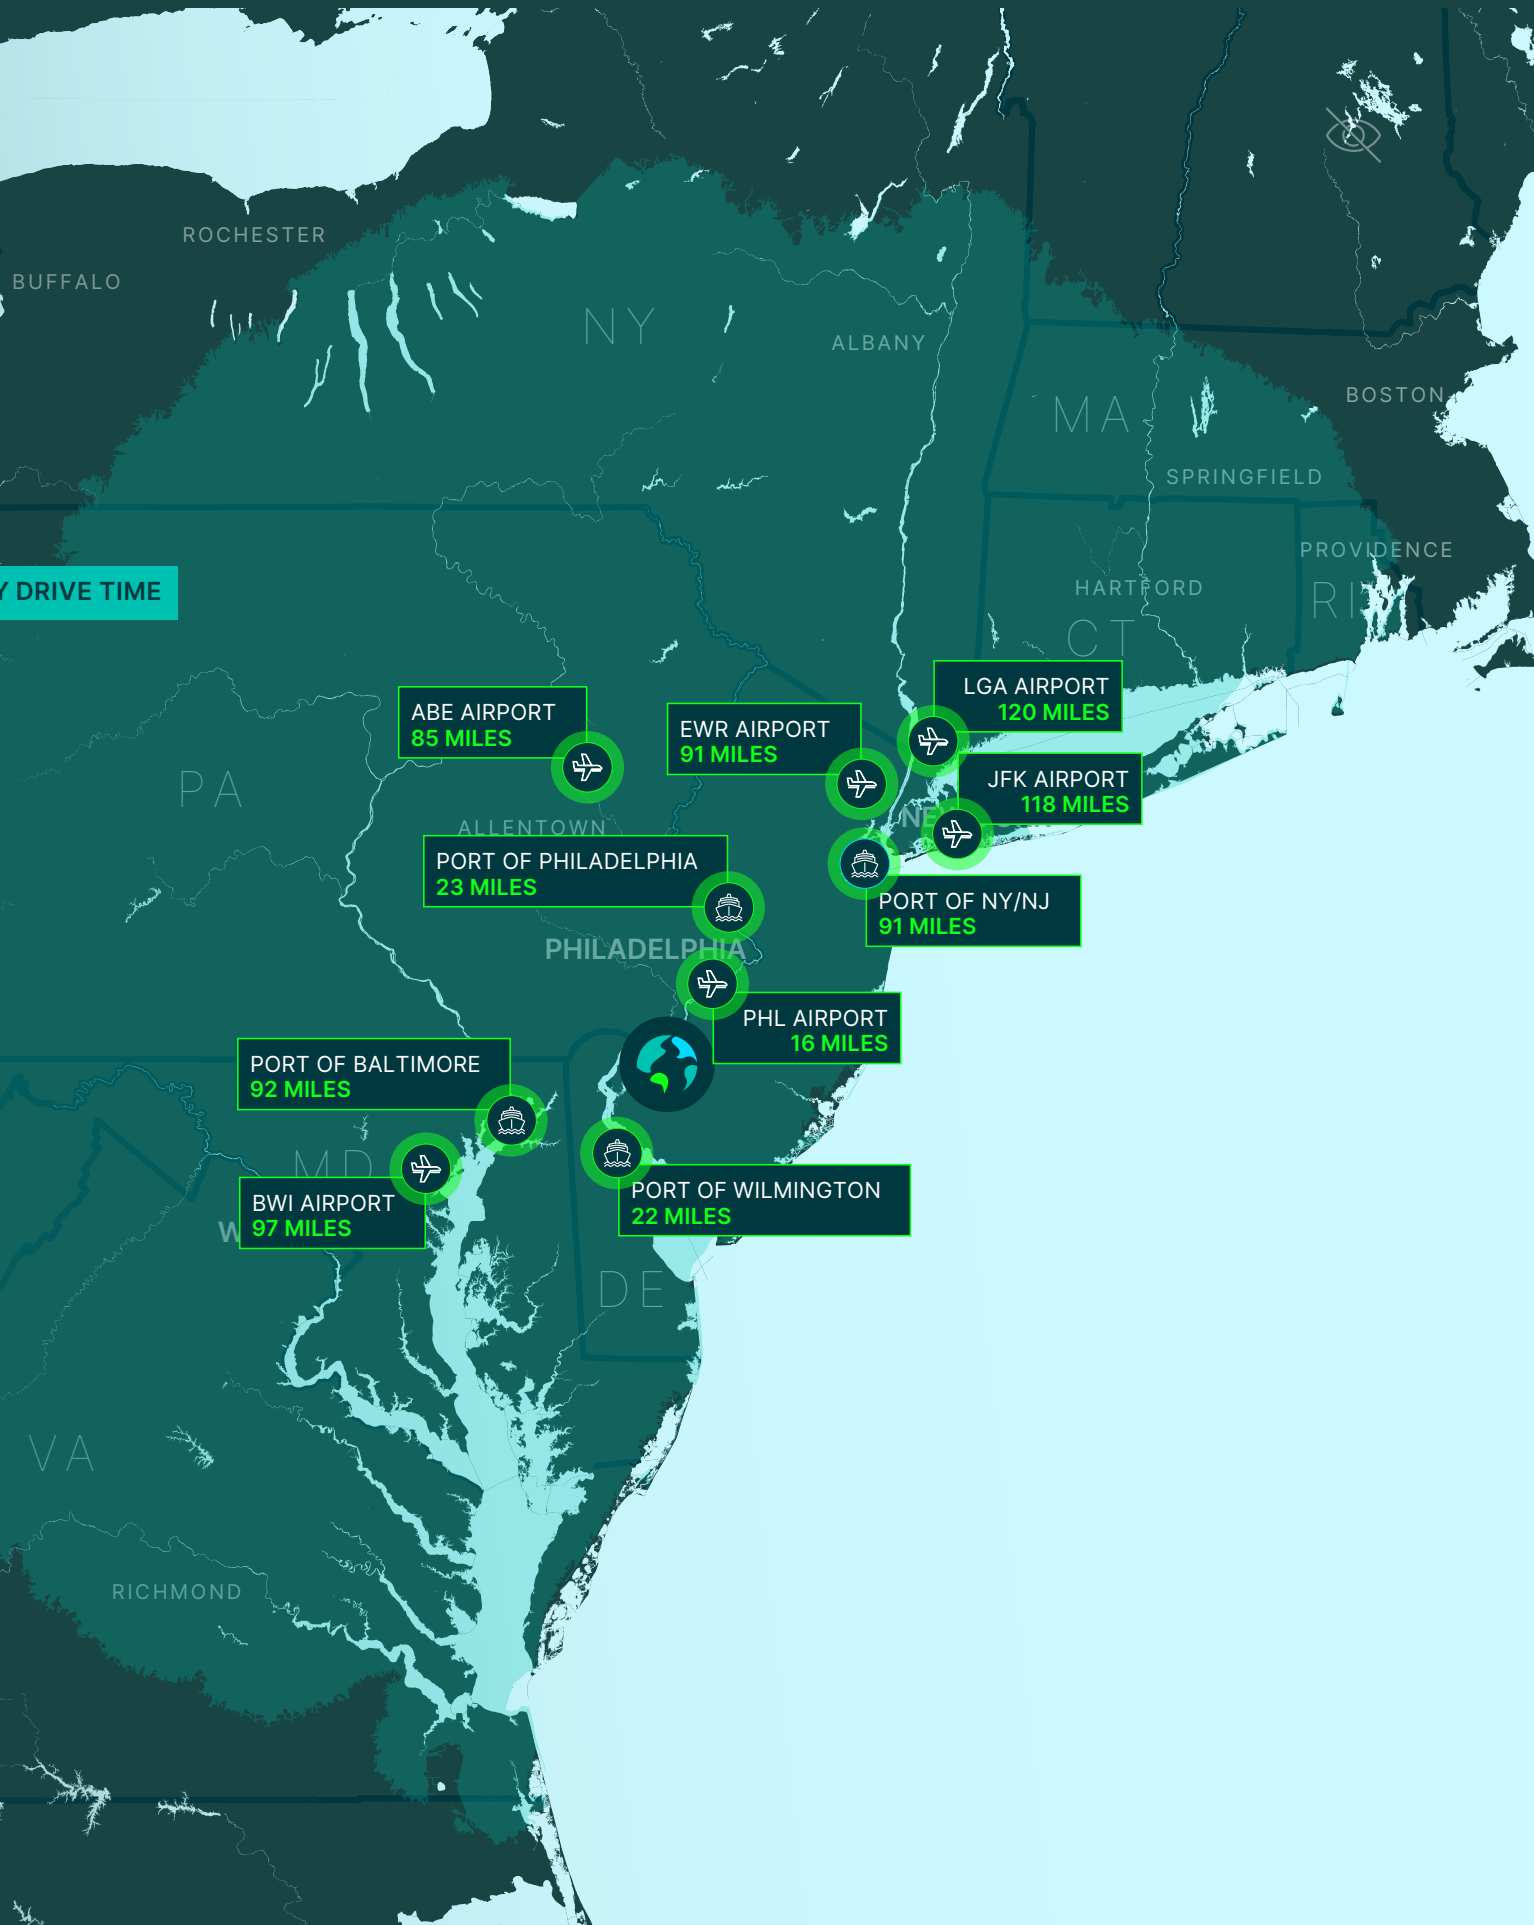 ROCHESTER
BUFFALO
NY
ALBANY
BOSTON
MA
SPRINGFIELD
PROVIDENCE
Y DRIVE TIME
HARTFORD
RI
CT
LGA AIRPORT
120 MILES
ABE AIRPORT
85 MILES
EWR AIRPORT
91 MILES
JFK AIRPORT
118 MILES
PA
ALLENTOWN
PORT OF PHILADELPHIA
23 MILES
PORT OF NY/NJ
91 MILES
PHILADELPHIA
PHL AIRPORT
16 MILES
PORT OF BALTIMORE
92 MILES
MD
BWI AIRPORT
97 MILES
PORT OF WILMINGTON
22 MILES
DE
VA
RICHMOND